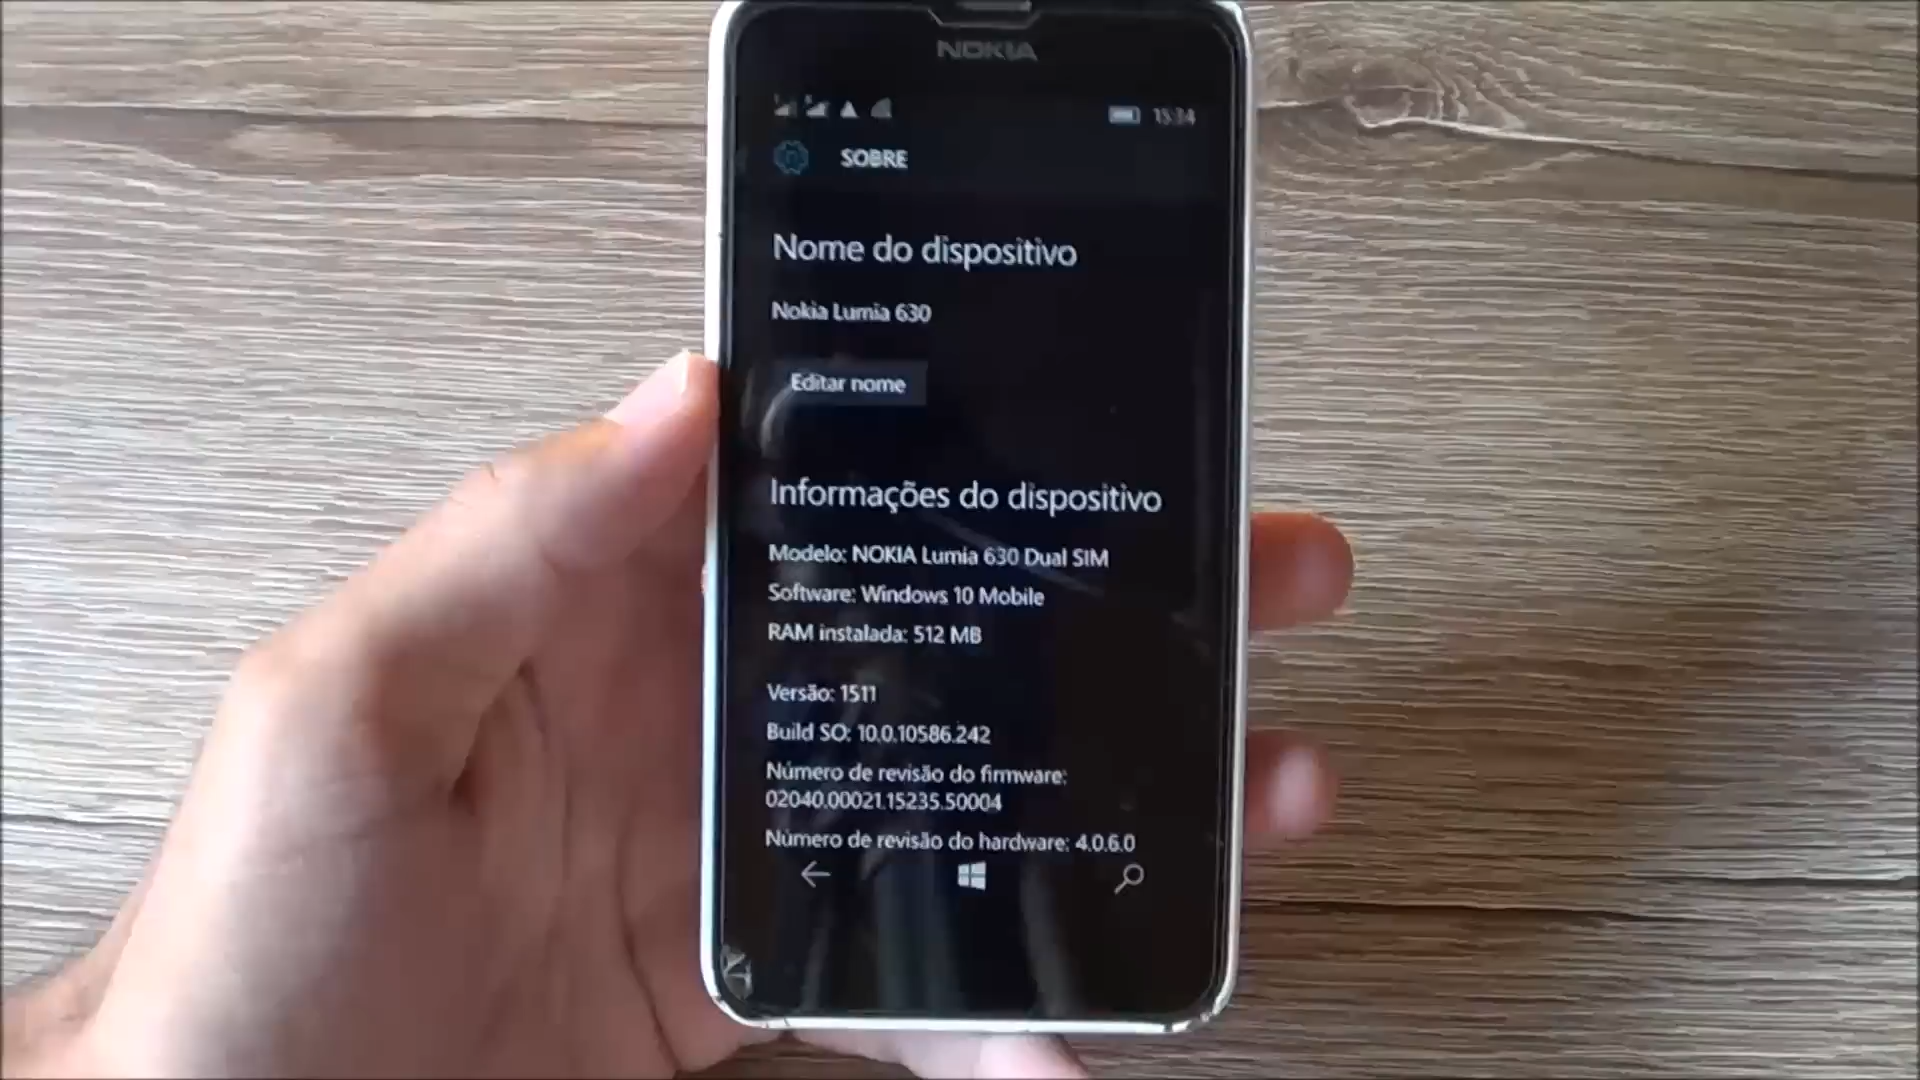 NOKIA
15:34
SOBRE
Nome do dispositivo
Nokia Lumia 630
Editar nome
Informações do dispositivo
Modelo: NOKIA Lumia 630 Dual SIM
Software: Windows 10 Mobile
RAM instalada: 512 MB
Versão: 1511
Build SO: 10.0.10586.242
Número de revisão do firmware:
02040.00021.15235.50004
Número de revisão do hardware: 4.0.6.0